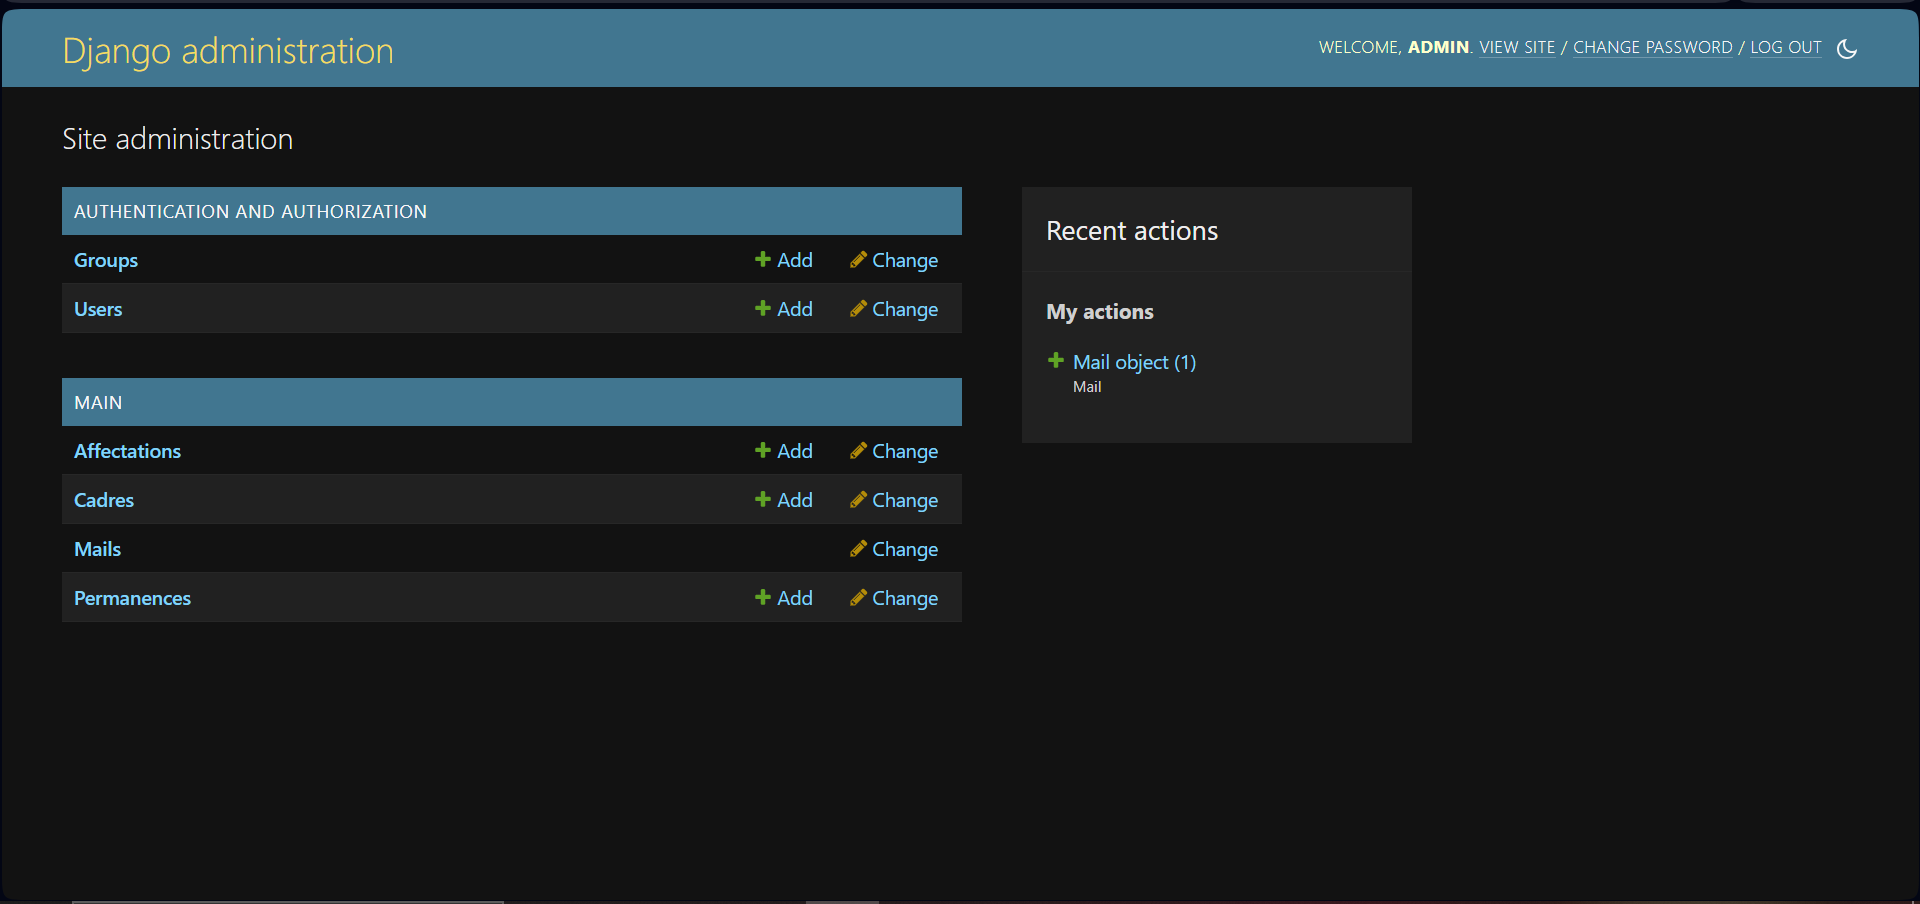 Django administration
WELCOME, ADMIN. VIEW SITE / CHANGE PASSWORD / LOG OUT
Site administration
AUTHENTICATION AND AUTHORIZATION
Groups Add Change
Users Add Change
MAIN
Affectations Add Change
Cadres Add Change
Mails Change
Permanences Add Change
Recent actions
My actions
Mail object (1)
Mail